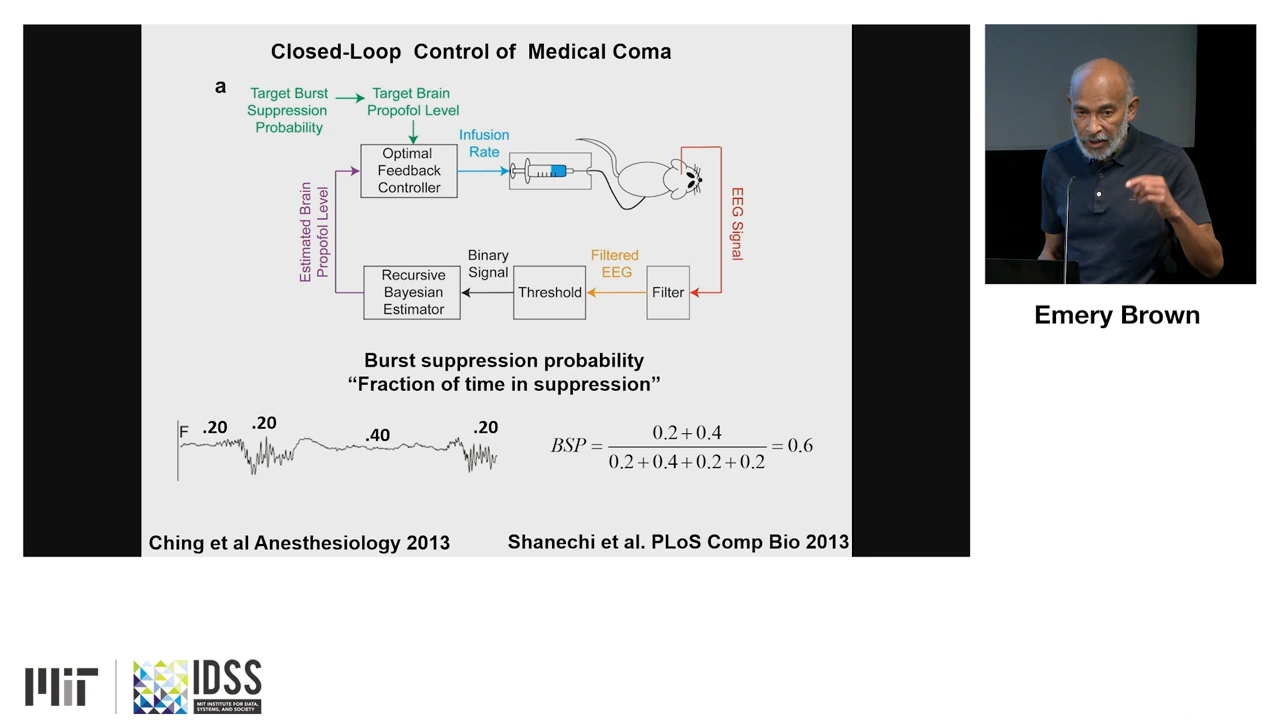 Closed-Loop Control of Medical Coma
a
Target Burst
Suppression
Probability
Target Brain
Propofol Level
Infusion
Rate
Optimal
Feedback
Controller
Estimated Brain
Propofol Level
EEG Signal
Binary
Signal
Filtered
EEG
Recursive
Bayesian
Estimator
Threshold
Filter
Burst suppression probability
“Fraction of time in suppression”
F .20 .20 .40 .20
BSP = (0.2 + 0.4) / (0.2 + 0.4 + 0.2 + 0.2) = 0.6
Ching et al Anesthesiology 2013
Shanechi et al. PLoS Comp Bio 2013
Emery Brown
MIT
IDSS
MIT INSTITUTE FOR DATA,
SYSTEMS, AND SOCIETY